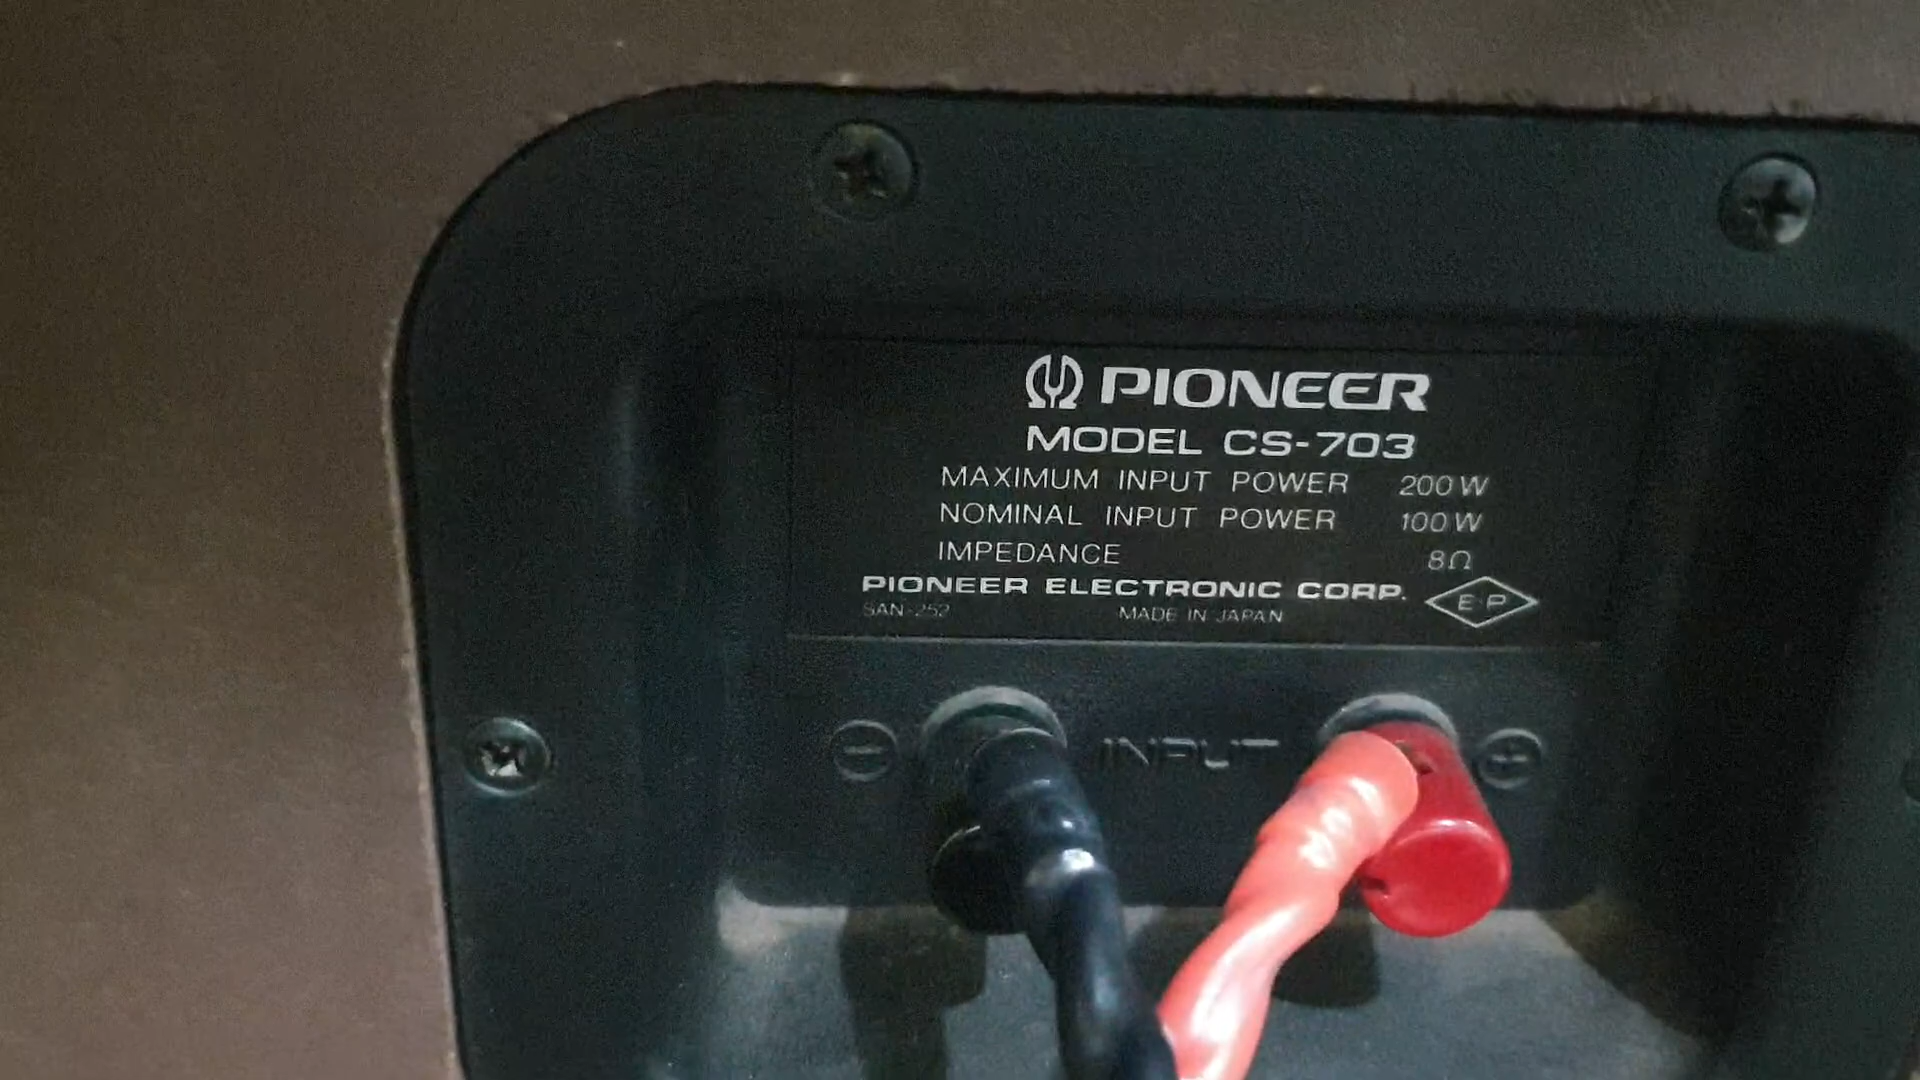 PIONEER
MODEL CS-703
MAXIMUM INPUT POWER 200W
NOMINAL INPUT POWER 100W
IMPEDANCE 8Ω
PIONEER ELECTRONIC CORP. E·P
SAN-252 MADE IN JAPAN
− INPUT +